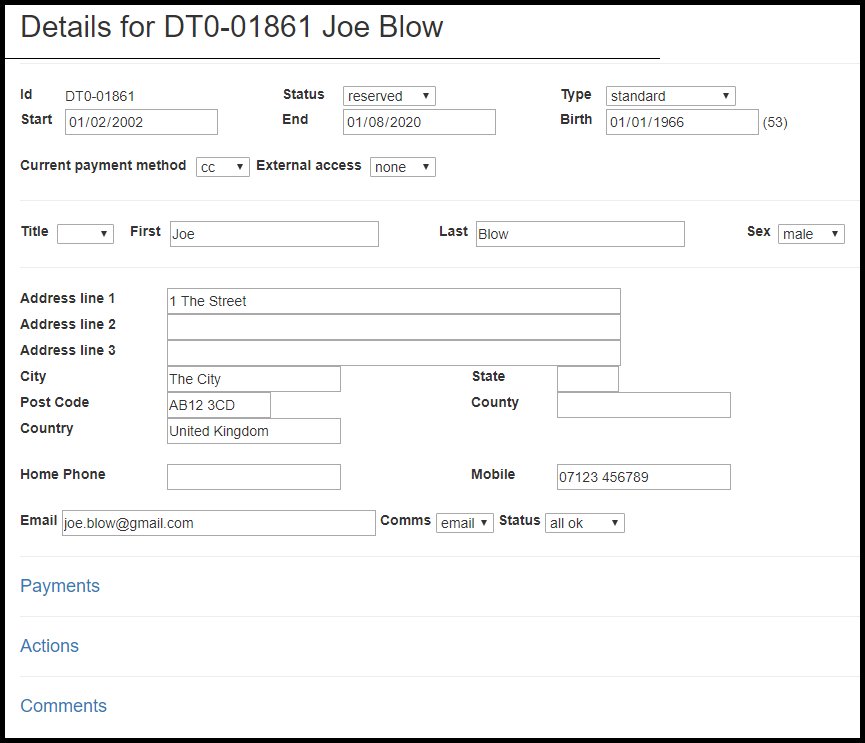 Details for DT0-01861 Joe Blow
Id DT0-01861 Status reserved Type standard
Start 01/02/2002 End 01/08/2020 Birth 01/01/1966 (53)
Current payment method cc External access none
Title First Joe Last Blow Sex male
Address line 1 1 The Street
Address line 2
Address line 3
City The City State
Post Code AB12 3CD County
Country United Kingdom
Home Phone Mobile 07123 456789
Email joe.blow@gmail.com Comms email Status all ok
Payments
Actions
Comments